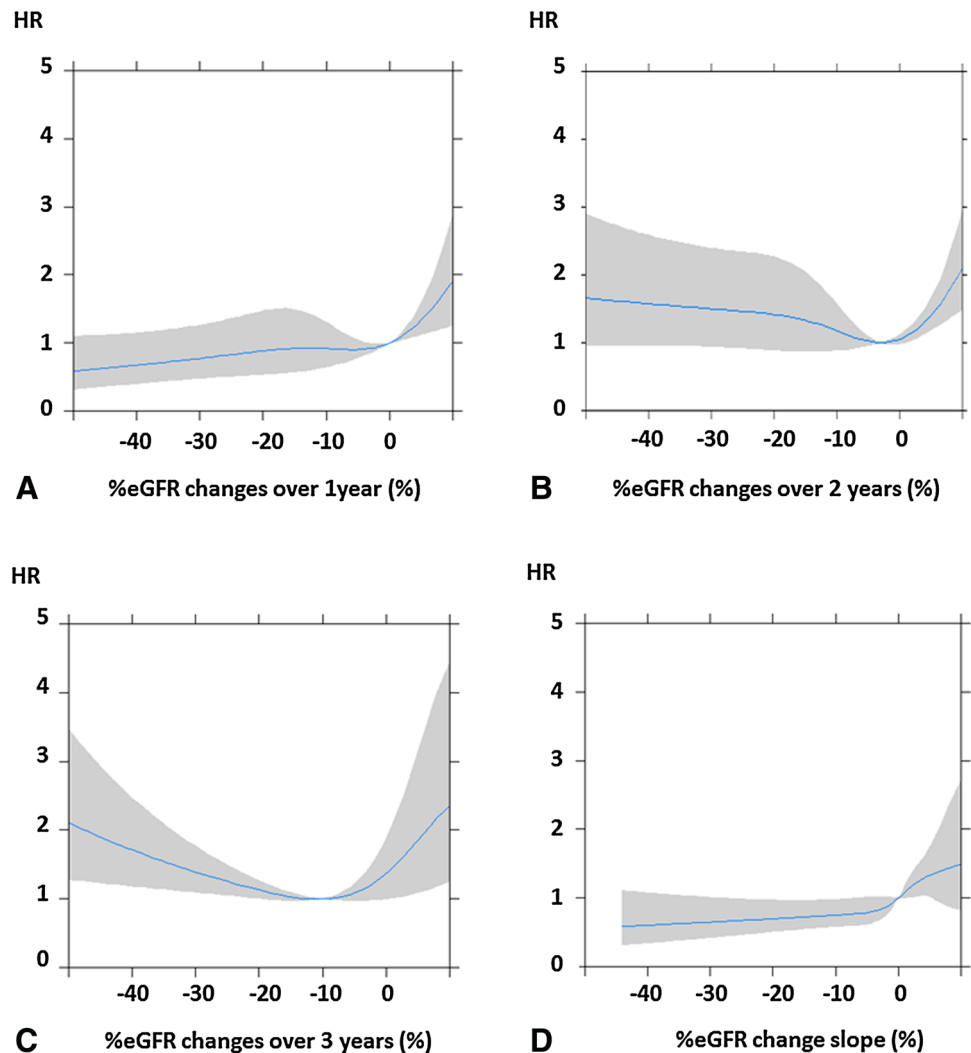 HR
5
4
3
2
1
0
-40 -30 -20 -10 0
A %eGFR changes over 1year (%)
HR
5
4
3
2
1
0
-40 -30 -20 -10 0
B %eGFR changes over 2 years (%)
HR
5
4
3
2
1
0
-40 -30 -20 -10 0
C %eGFR changes over 3 years (%)
HR
5
4
3
2
1
0
-40 -30 -20 -10 0
D %eGFR change slope (%)